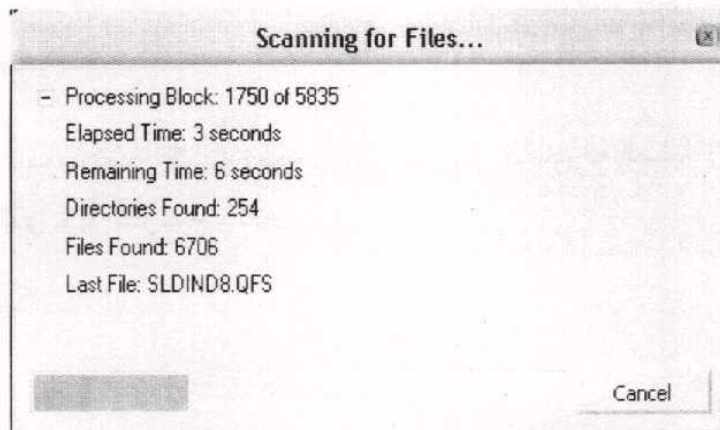 Scanning for Files...
Processing Block: 1750 of 5835
Elapsed Time: 3 seconds
Remaining Time: 6 seconds
Directories Found: 254
Files Found: 6706
Last File: SLDIND8.QFS
Cancel